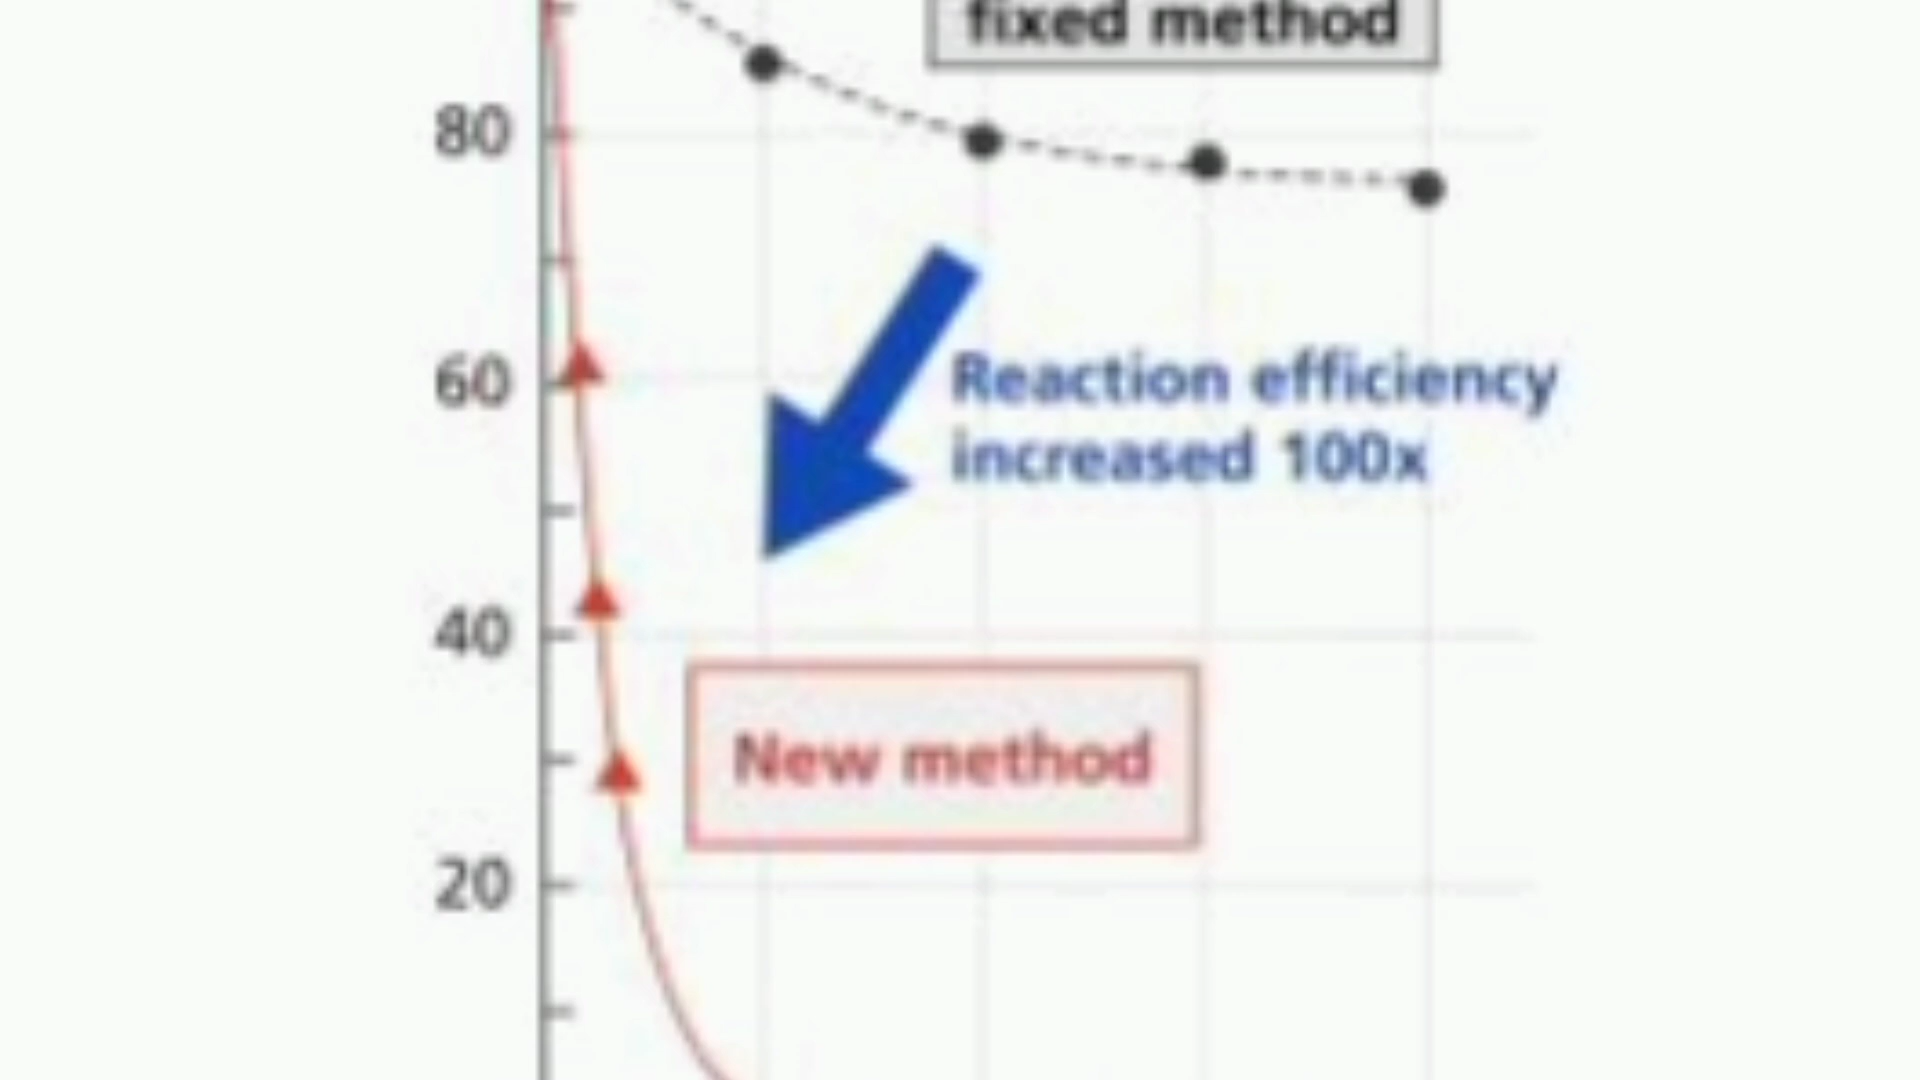 fixed method
80
Reaction efficiency
60
increased 100x
40
New method
20